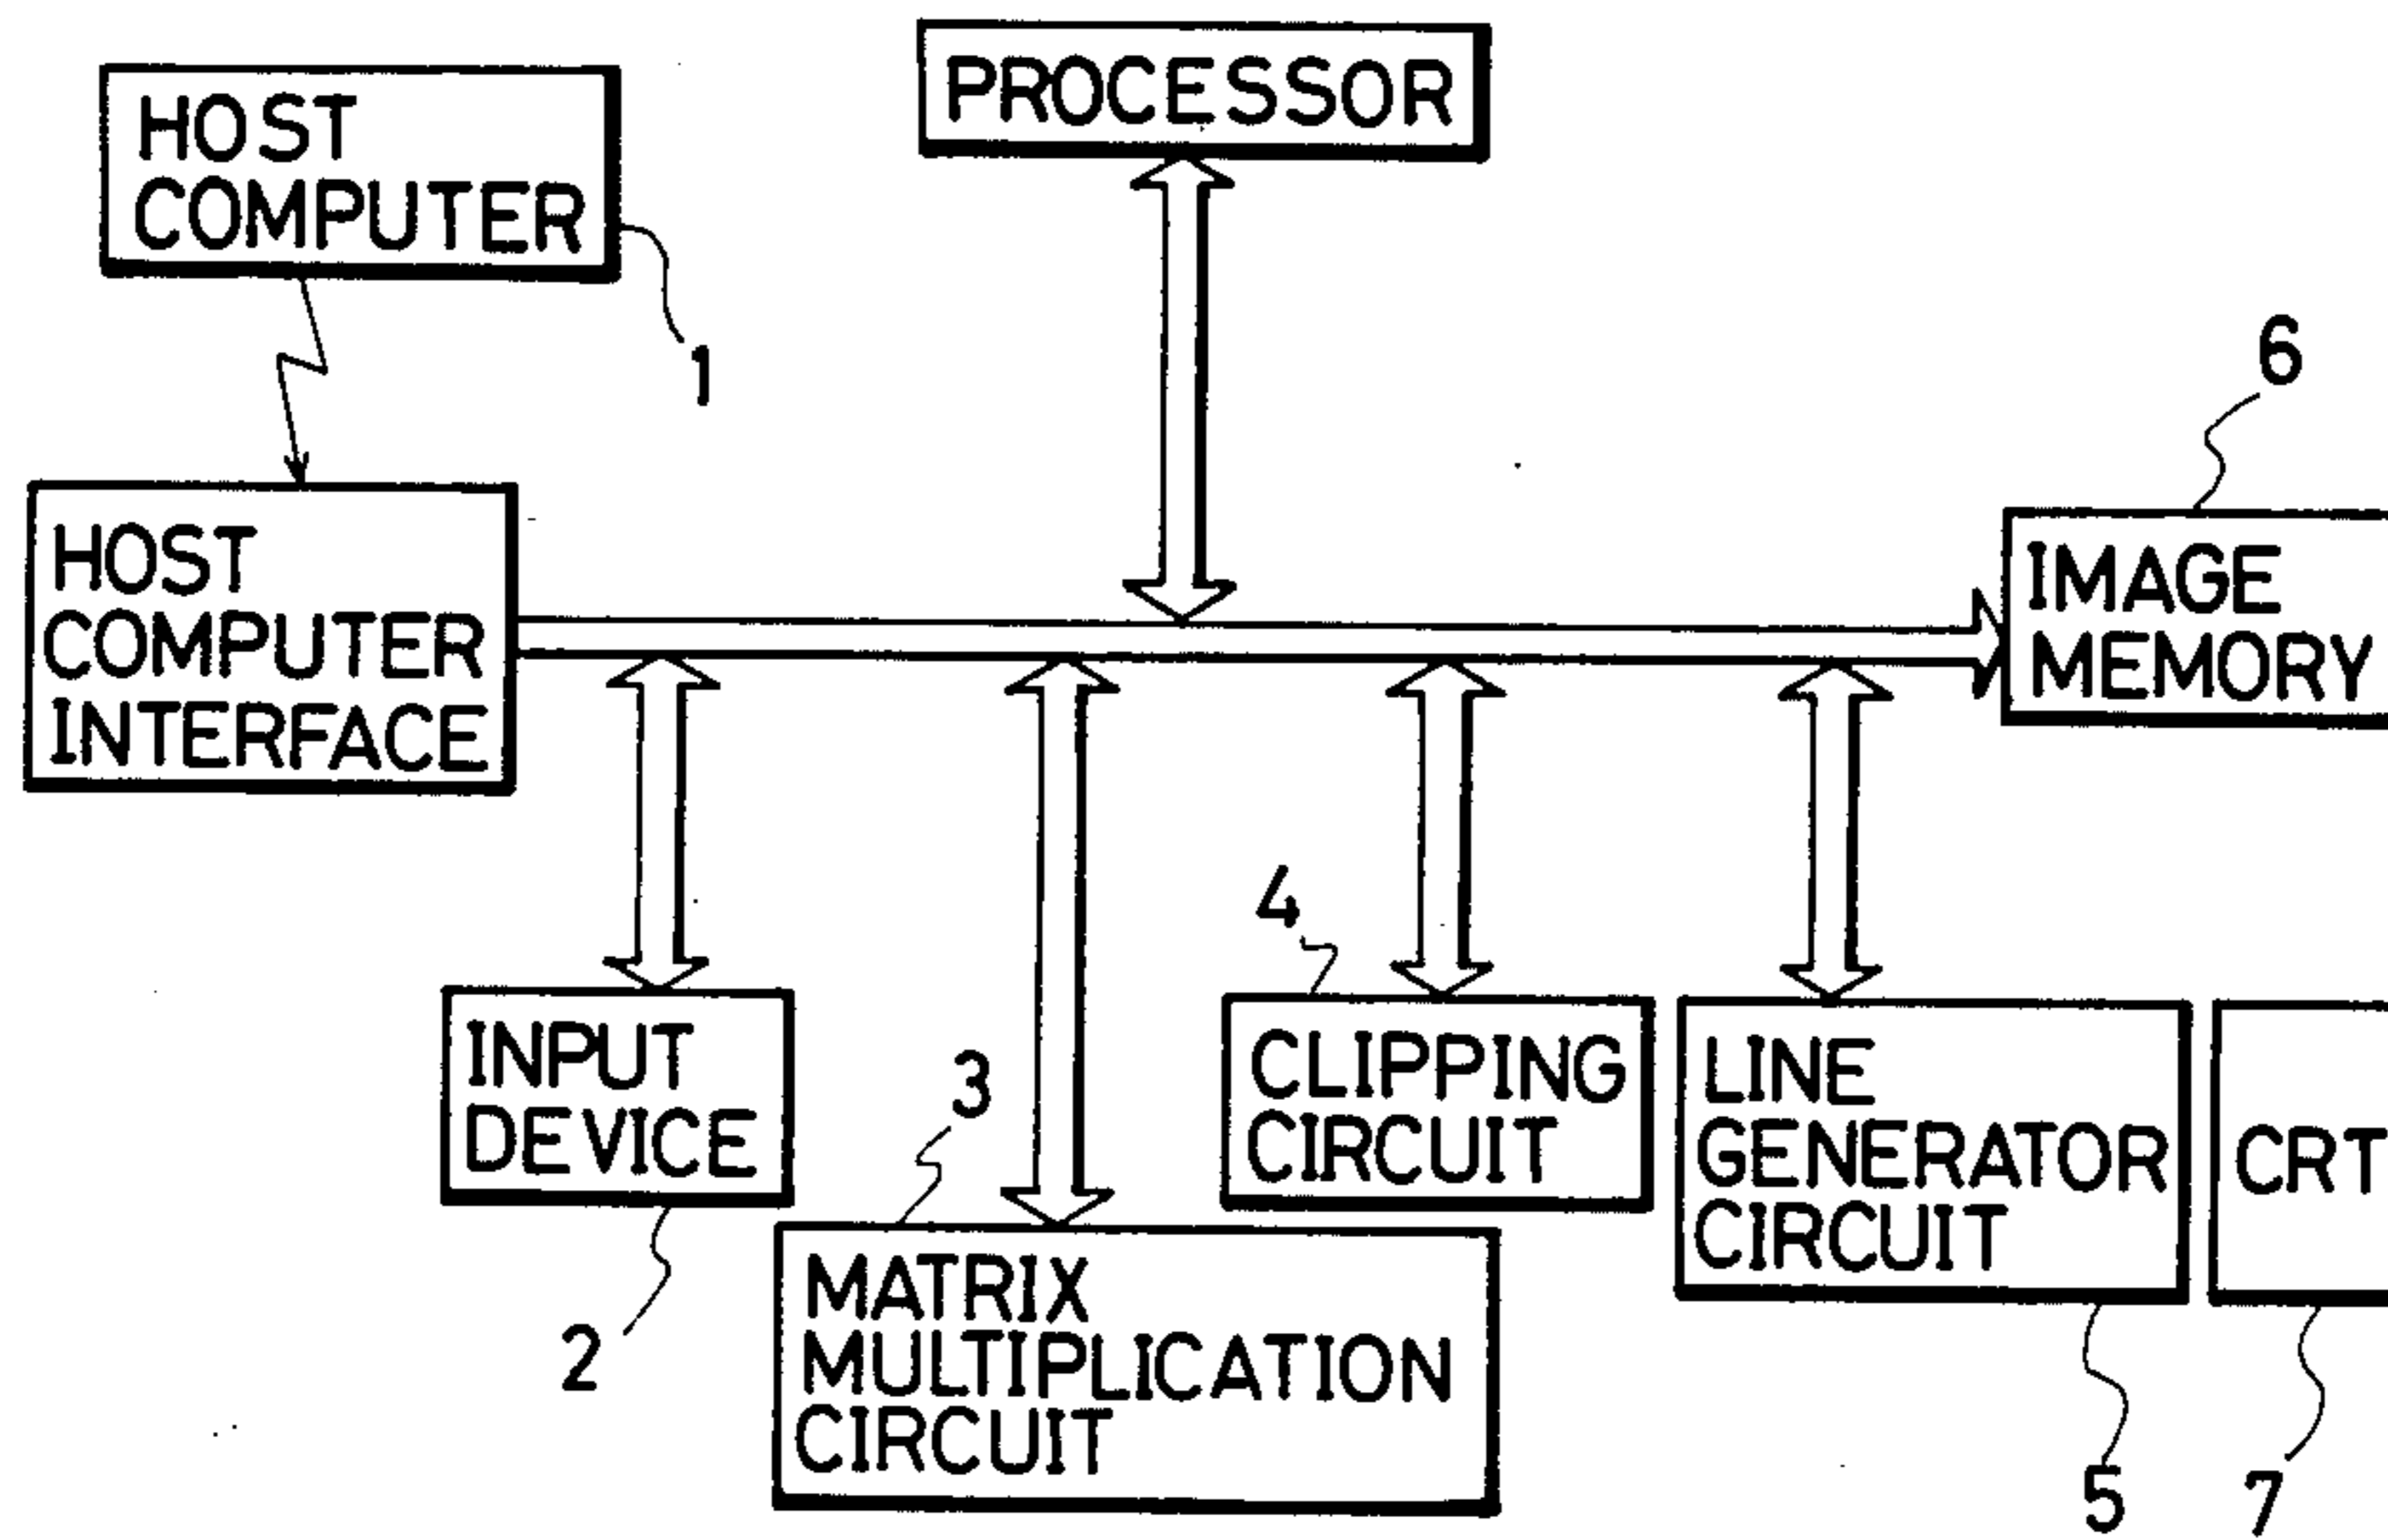 PROCESSOR
HOST
COMPUTER
1
6
HOST
COMPUTER
INTERFACE
IMAGE
MEMORY
4
INPUT
DEVICE
2
3
MATRIX
MULTIPLICATION
CIRCUIT
CLIPPING
CIRCUIT
LINE
GENERATOR
CIRCUIT
5
CRT
7